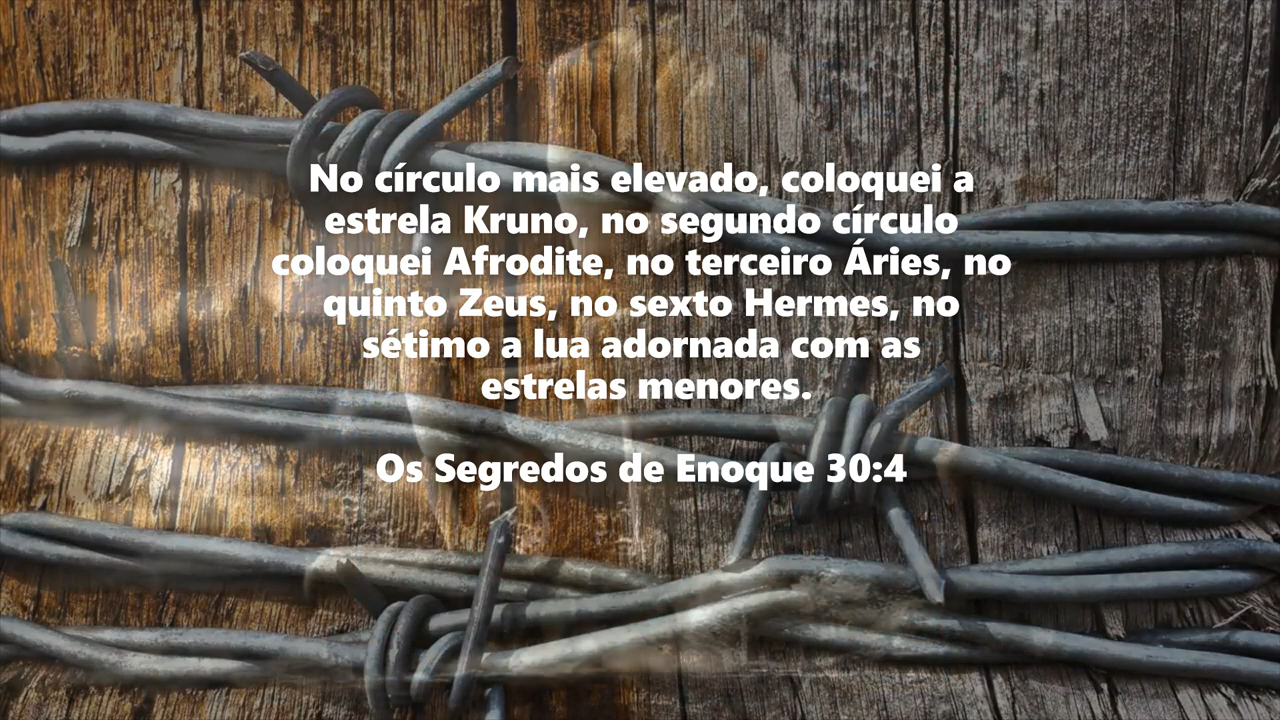 No círculo mais elevado, coloquei a
estrela Kruno, no segundo círculo
coloquei Afrodite, no terceiro Áries, no
quinto Zeus, no sexto Hermes, no
sétimo a lua adornada com as
estrelas menores.
Os Segredos de Enoque 30:4